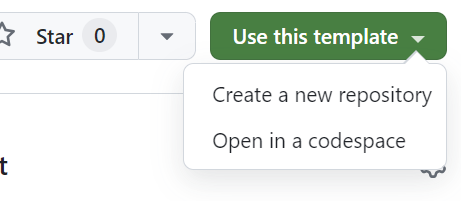 Star 0 Use this template
Create a new repository
Open in a codespace
t